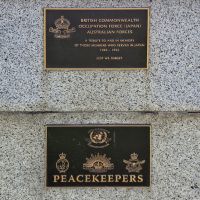 BRITISH COMMONWEALTH
OCCUPATION FORCE (JAPAN)
AUSTRALIAN FORCES
A TRIBUTE TO AND IN MEMORY
OF THOSE MEMBERS WHO SERVED IN JAPAN
1946 - 1952
LEST WE FORGET
PEACEKEEPERS